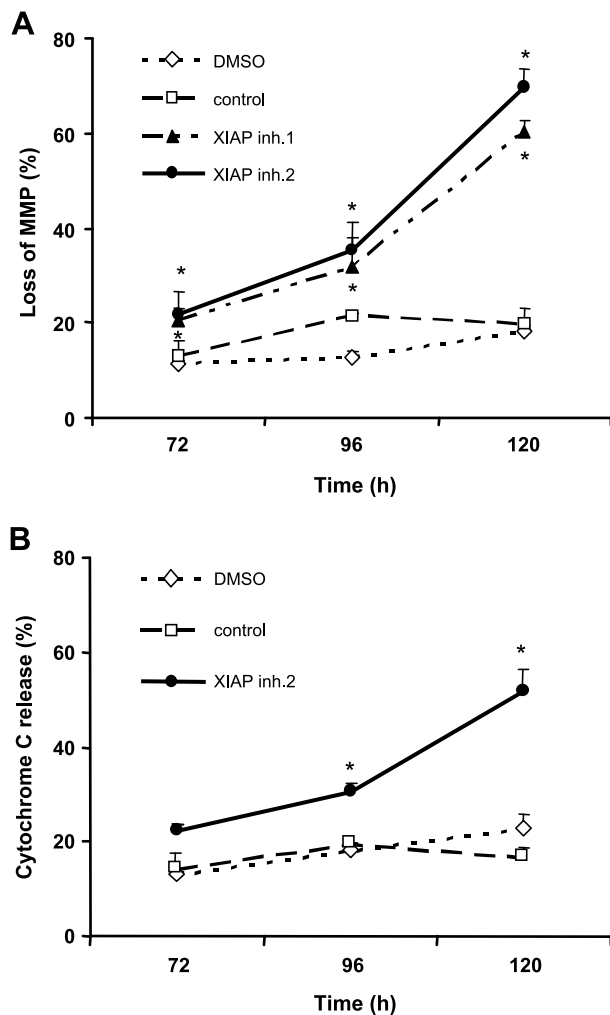 A
Loss of MMP (%)
80
60
40
20
0
DMSO
control
XIAP inh.1
XIAP inh.2
*
*
*
*
*
*
72 96 120
Time (h)
B
Cytochrome C release (%)
80
60
40
20
0
DMSO
control
XIAP inh.2
*
*
72 96 120
Time (h)